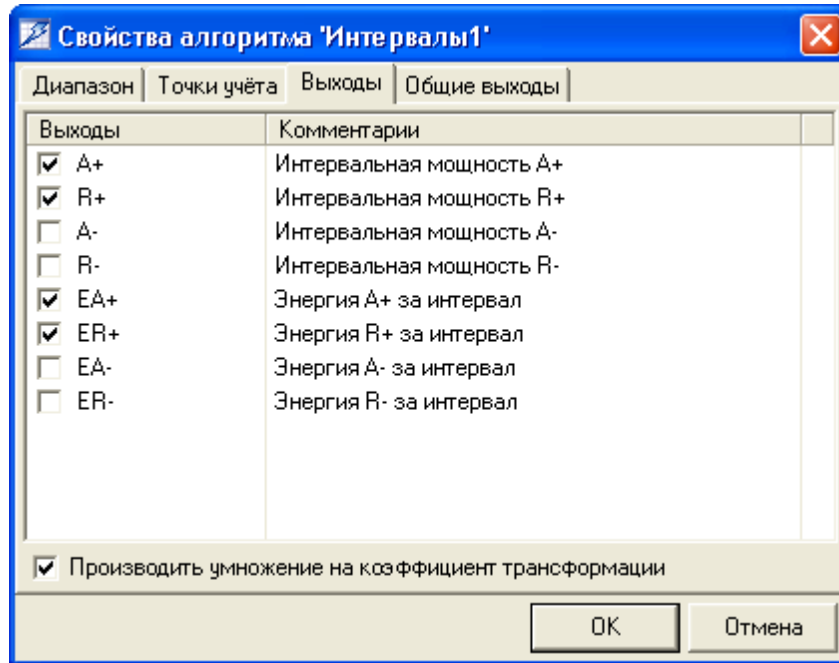 Свойства алгоритма 'Интервалы1'
Диапазон Точки учёта Выходы Общие выходы
Выходы Комментарии
A+ Интервальная мощность A+
R+ Интервальная мощность R+
A- Интервальная мощность A-
R- Интервальная мощность R-
EA+ Энергия A+ за интервал
ER+ Энергия R+ за интервал
EA- Энергия A- за интервал
ER- Энергия R- за интервал
Производить умножение на коэффициент трансформации
OK Отмена